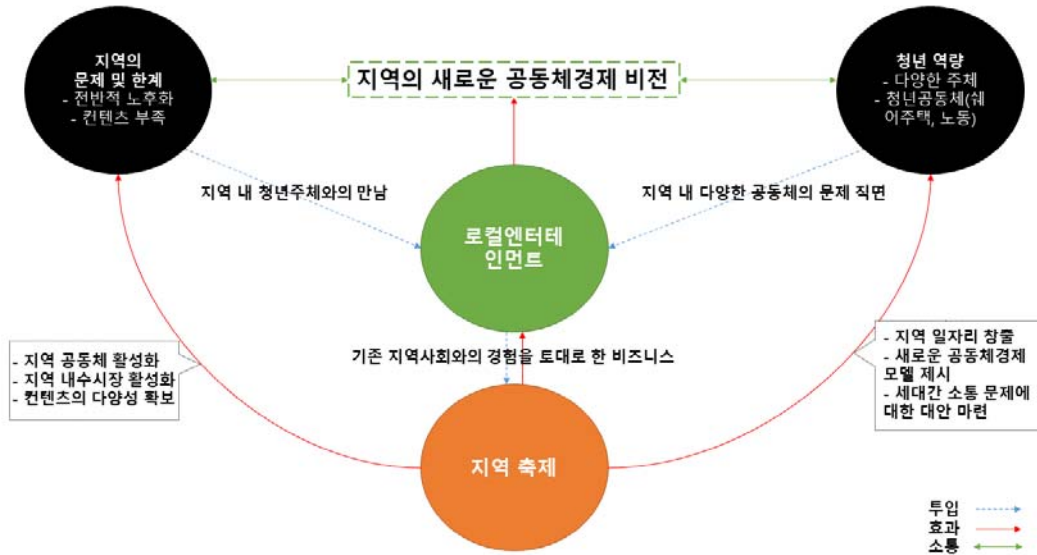 지역의
문제 및 한계
- 전반적 노후화
- 컨텐츠 부족
지역의 새로운 공동체경제 비전
청년 역량
- 다양한 주체
- 청년공동체(쉐
어주택, 노동)
지역 내 청년주체와의 만남
지역 내 다양한 공동체의 문제 직면
로컬엔터테
인먼트
기존 지역사회와의 경험을 토대로 한 비즈니스
- 지역 공동체 활성화
- 지역 내수시장 활성화
- 컨텐츠의 다양성 확보
- 지역 일자리 창출
- 새로운 공동체경제
모델 제시
- 세대간 소통 문제에
대한 대안 마련
지역 축제
투입
효과
소통